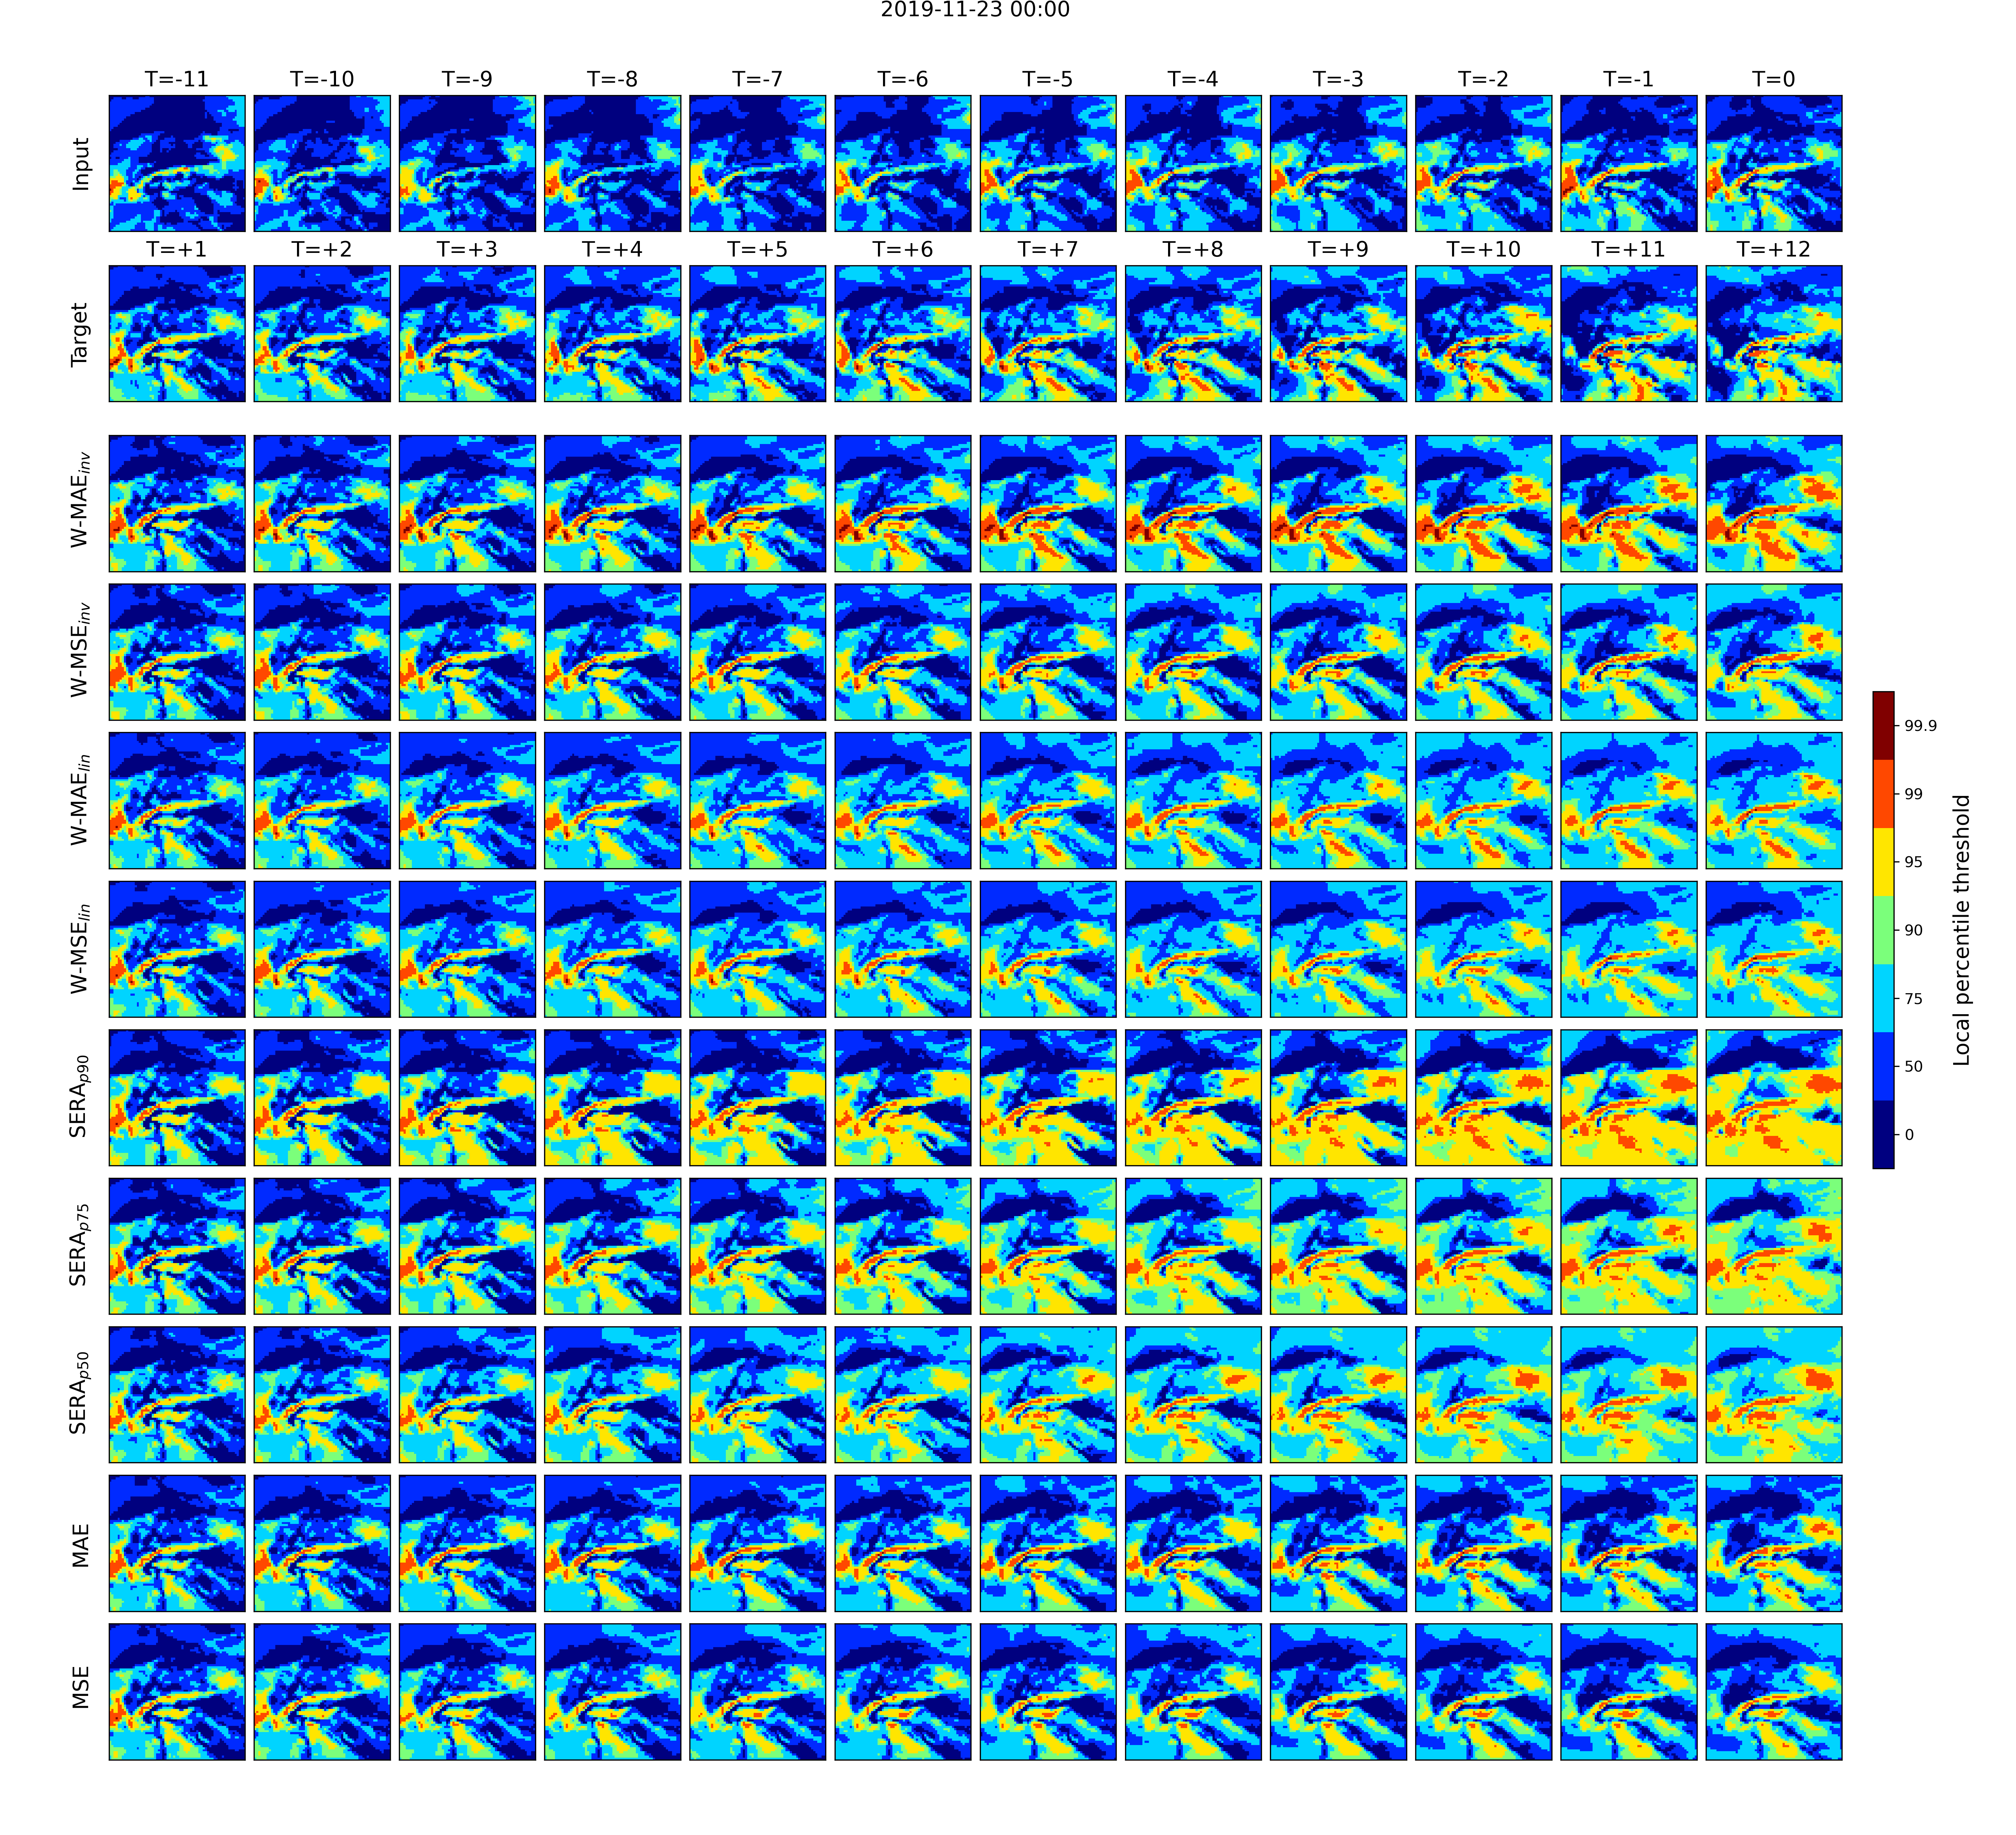 2019-11-23 00:00
T=-11 T=-10 T=-9 T=-8 T=-7 T=-6 T=-5 T=-4 T=-3 T=-2 T=-1 T=0
Input
T=+1 T=+2 T=+3 T=+4 T=+5 T=+6 T=+7 T=+8 T=+9 T=+10 T=+11 T=+12
Target
W-MAEinv
W-MSEinv
W-MAElin
W-MSElin
SERAp90
SERAp75
SERAp50
MAE
MSE
99.9
99
95
90
75
50
0
Local percentile threshold